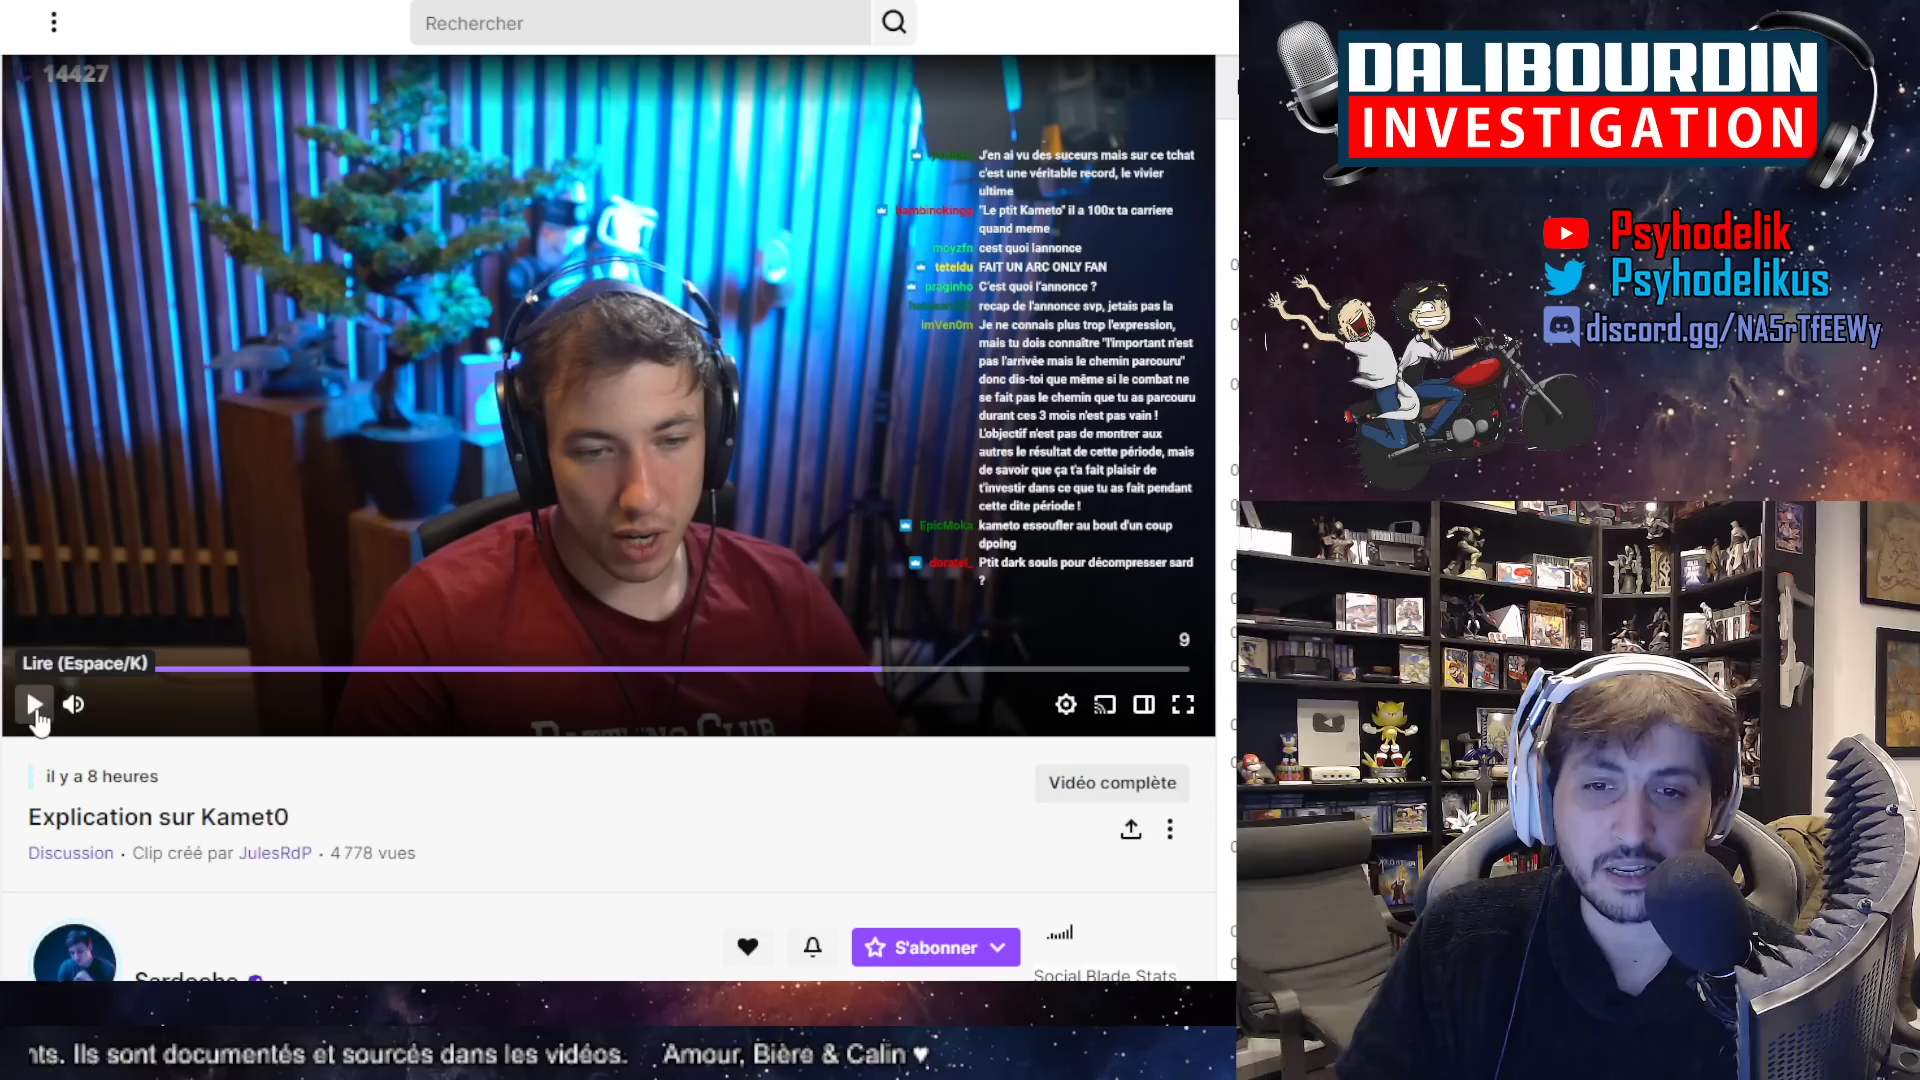 Rechercher
14427
J'en ai vu des suceurs mais sur ce tchat
c'est une véritable record, le vivier
ultime
bambinokingg "Le ptit Kameto" il a 100x ta carriere
quand meme
moyzfn cest quoi lannonce
teteldu FAIT UN ARC ONLY FAN
praginho C'est quoi l'annonce ?
recap de l'annonce svp, jetais pas la
ImVen0m Je ne connais plus trop l'expression,
mais tu dois connaître "l'important n'est
pas l'arrivée mais le chemin parcouru"
donc dis-toi que même si le combat ne
se fait pas le chemin que tu as parcouru
durant ces 3 mois n'est pas vain !
L'objectif n'est pas de montrer aux
autres le résultat de cette période, mais
de savoir que ça t'a fait plaisir de
t'investir dans ce que tu as fait pendant
cette dite période !
EpicMoka kameto essoufler au bout d'un coup
dpoing
doratel_ Ptit dark souls pour décompresser sard
?
9
Lire (Espace/K)
il y a 8 heures
Vidéo complète
Explication sur Kamet0
Discussion · Clip créé par JulesRdP · 4 778 vues
S'abonner
Sardoche
Social Blade Stats
nts. Ils sont documentés et sourcés dans les vidéos. Amour, Bière & Calin ♥
DALIBOURDIN
INVESTIGATION
Psyhodelik
Psyhodelikus
discord.gg/NA5rTfEEWy